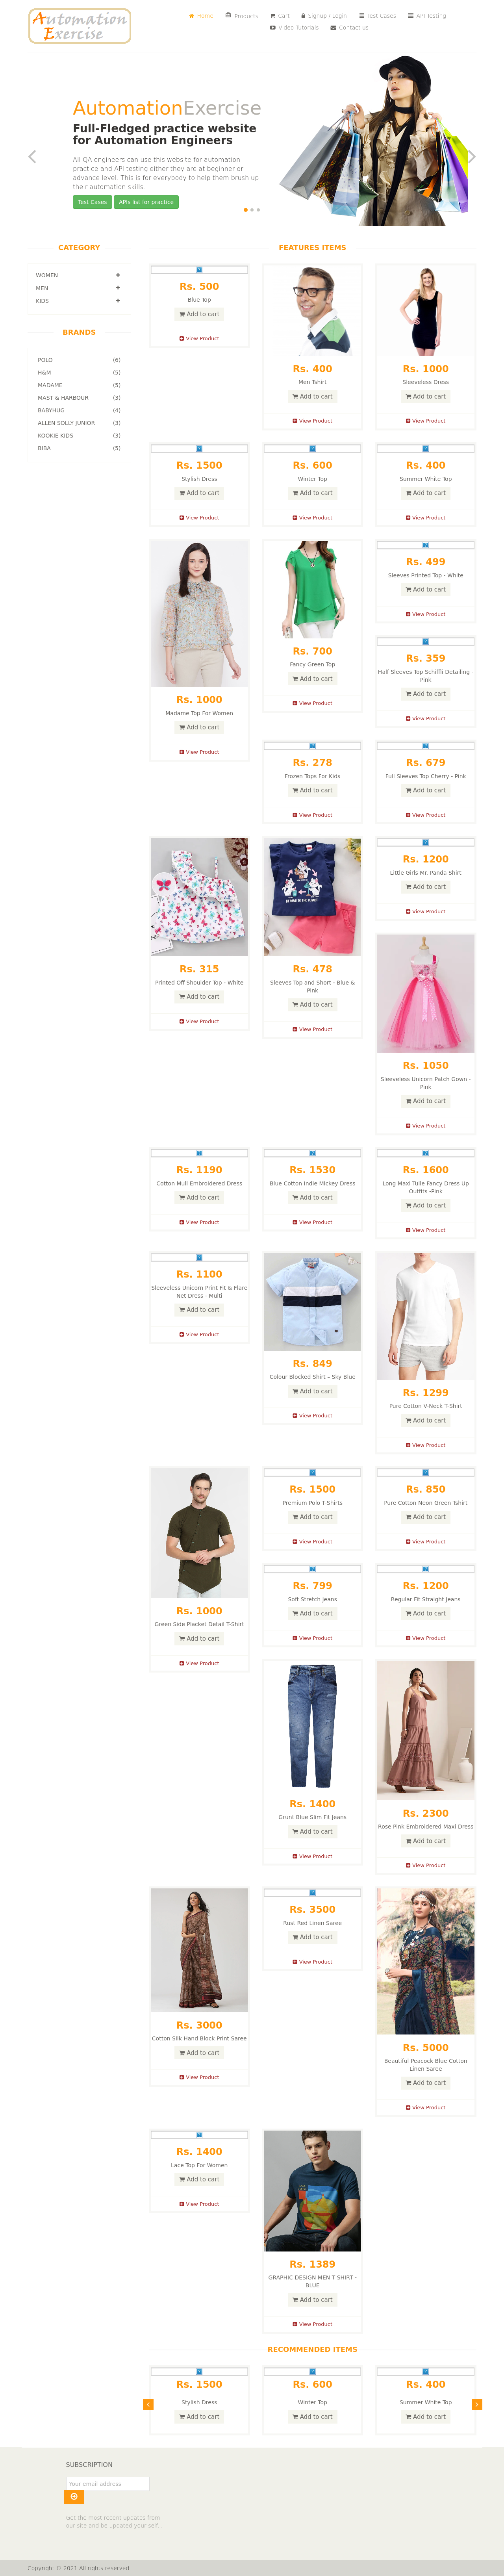 Automation
Exercise
Home
Products
Cart
Signup / Login
Test Cases
API Testing
Video Tutorials
Contact us
AutomationExercise
Full-Fledged practice website
for Automation Engineers
All QA engineers can use this website for automation
practice and API testing either they are at beginner or
advance level. This is for everybody to help them brush up
their automation skills.
Test Cases
APIs list for practice
CATEGORY
WOMEN
MEN
KIDS
BRANDS
POLO (6)
H&M (5)
MADAME (5)
MAST & HARBOUR (3)
BABYHUG (4)
ALLEN SOLLY JUNIOR (3)
KOOKIE KIDS (3)
BIBA (5)
FEATURES ITEMS
Rs. 500
Blue Top
Add to cart
View Product
Rs. 400
Men Tshirt
Add to cart
View Product
Rs. 1000
Sleeveless Dress
Add to cart
View Product
Rs. 1500
Stylish Dress
Add to cart
View Product
Rs. 600
Winter Top
Add to cart
View Product
Rs. 400
Summer White Top
Add to cart
View Product
Rs. 1000
Madame Top For Women
Add to cart
View Product
Rs. 700
Fancy Green Top
Add to cart
View Product
Rs. 499
Sleeves Printed Top - White
Add to cart
View Product
Rs. 359
Half Sleeves Top Schiffli Detailing -
Pink
Add to cart
View Product
Rs. 278
Frozen Tops For Kids
Add to cart
View Product
Rs. 679
Full Sleeves Top Cherry - Pink
Add to cart
View Product
Rs. 315
Printed Off Shoulder Top - White
Add to cart
View Product
Rs. 478
Sleeves Top and Short - Blue &
Pink
Add to cart
View Product
Rs. 1200
Little Girls Mr. Panda Shirt
Add to cart
View Product
Rs. 1050
Sleeveless Unicorn Patch Gown -
Pink
Add to cart
View Product
Rs. 1190
Cotton Mull Embroidered Dress
Add to cart
View Product
Rs. 1530
Blue Cotton Indie Mickey Dress
Add to cart
View Product
Rs. 1600
Long Maxi Tulle Fancy Dress Up
Outfits -Pink
Add to cart
View Product
Rs. 1100
Sleeveless Unicorn Print Fit & Flare
Net Dress - Multi
Add to cart
View Product
Rs. 849
Colour Blocked Shirt – Sky Blue
Add to cart
View Product
Rs. 1299
Pure Cotton V-Neck T-Shirt
Add to cart
View Product
Rs. 1000
Green Side Placket Detail T-Shirt
Add to cart
View Product
Rs. 1500
Premium Polo T-Shirts
Add to cart
View Product
Rs. 850
Pure Cotton Neon Green Tshirt
Add to cart
View Product
Rs. 799
Soft Stretch Jeans
Add to cart
View Product
Rs. 1200
Regular Fit Straight Jeans
Add to cart
View Product
Rs. 1400
Grunt Blue Slim Fit Jeans
Add to cart
View Product
Rs. 2300
Rose Pink Embroidered Maxi Dress
Add to cart
View Product
Rs. 3000
Cotton Silk Hand Block Print Saree
Add to cart
View Product
Rs. 3500
Rust Red Linen Saree
Add to cart
View Product
Rs. 5000
Beautiful Peacock Blue Cotton
Linen Saree
Add to cart
View Product
Rs. 1400
Lace Top For Women
Add to cart
View Product
Rs. 1389
GRAPHIC DESIGN MEN T SHIRT -
BLUE
Add to cart
View Product
RECOMMENDED ITEMS
Rs. 1500
Stylish Dress
Add to cart
Rs. 600
Winter Top
Add to cart
Rs. 400
Summer White Top
Add to cart
SUBSCRIPTION
Your email address
Get the most recent updates from
our site and be updated your self.
Copyright © 2021 All rights reserved